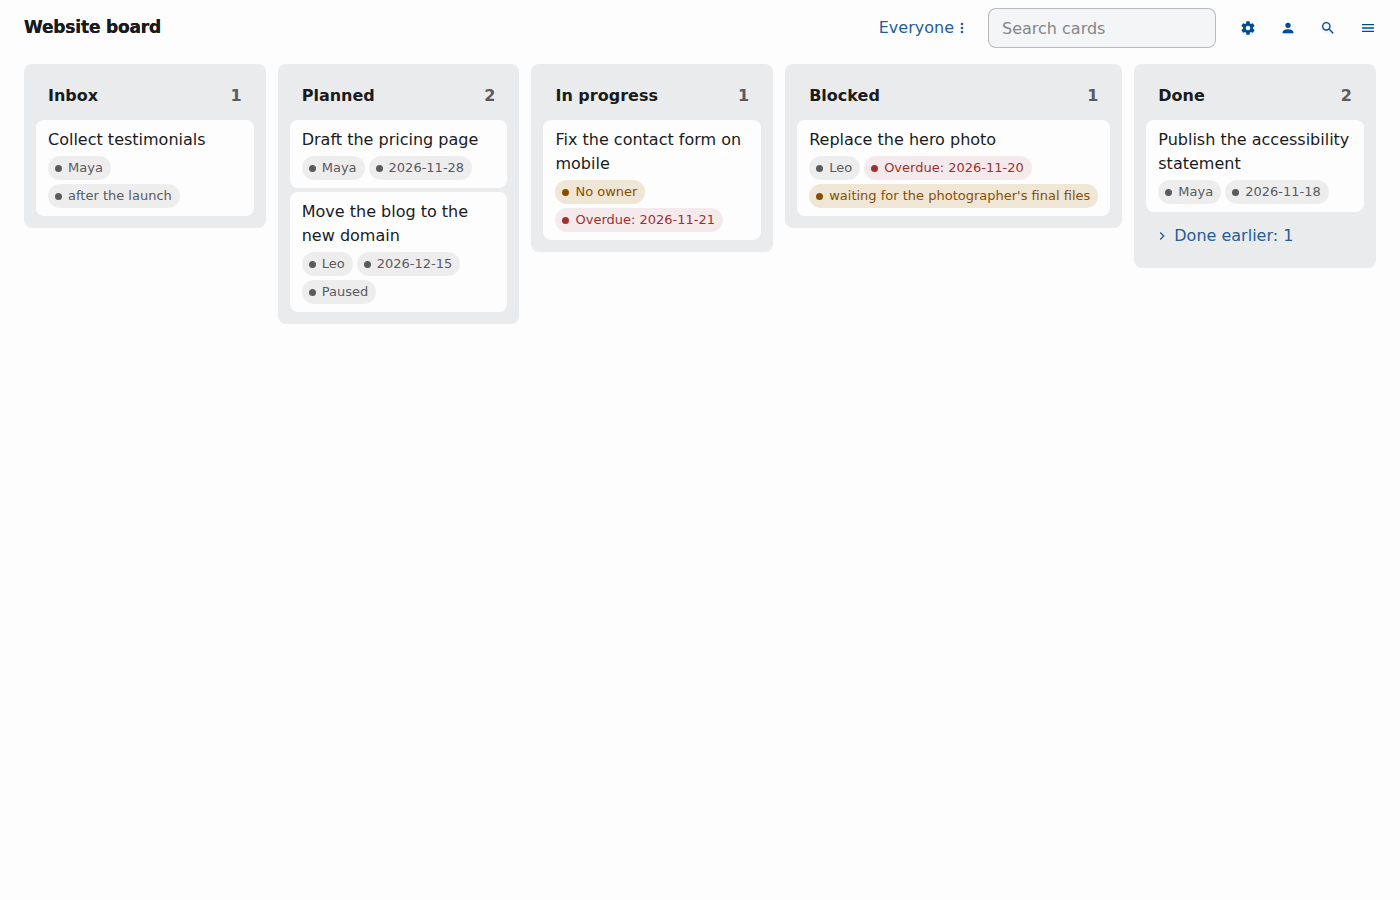 Website board
Everyone
Search cards
Inbox 1
Collect testimonials
Maya
after the launch
Planned 2
Draft the pricing page
Maya 2026-11-28
Move the blog to the
new domain
Leo 2026-12-15
Paused
In progress 1
Fix the contact form on
mobile
No owner
Overdue: 2026-11-21
Blocked 1
Replace the hero photo
Leo Overdue: 2026-11-20
waiting for the photographer's final files
Done 2
Publish the accessibility
statement
Maya 2026-11-18
Done earlier: 1